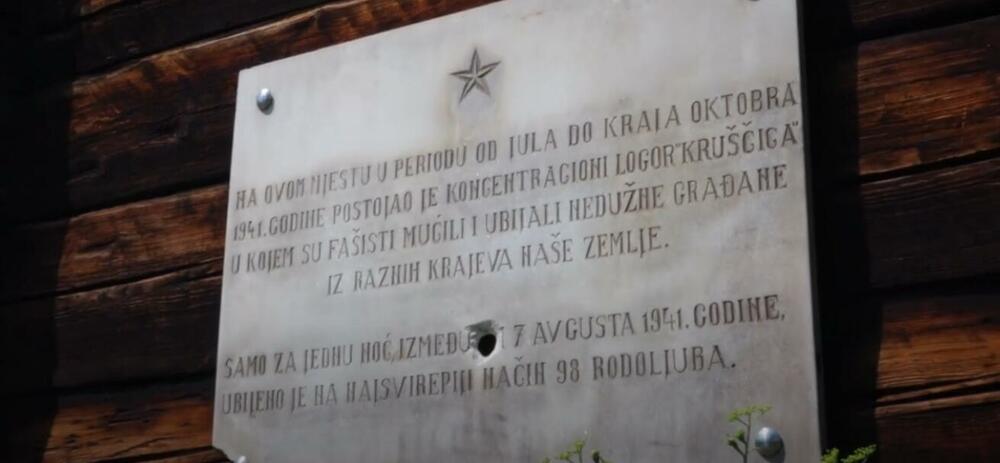 NA OVOM MJESTU U PERIODU OD JULA DO KRAJA OKTOBRA
1941. GODINE POSTOJAO JE KONCENTRACIONI LOGOR "KRUŠČICA"
U KOJEM SU FAŠISTI MUČILI I UBIJALI NEDUŽNE GRAĐANE
IZ RAZNIH KRAJEVA NAŠE ZEMLJE.
SAMO ZA JEDNU NOĆ, IZMEĐU I 7 AVGUSTA 1941. GODINE,
UBIJENO JE NA NAJSVIREPIJI NAČIN 98 RODOLJUBA.